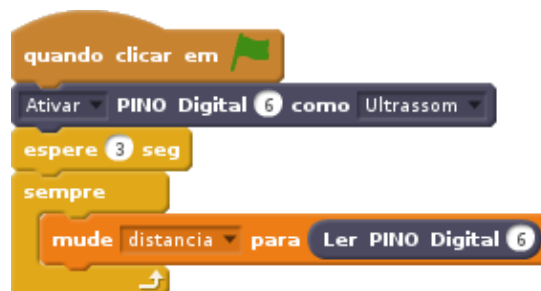 quando clicar em
Ativar PINO Digital 6 como Ultrassom
espere 3 seg
sempre
mude distancia para Ler PINO Digital 6